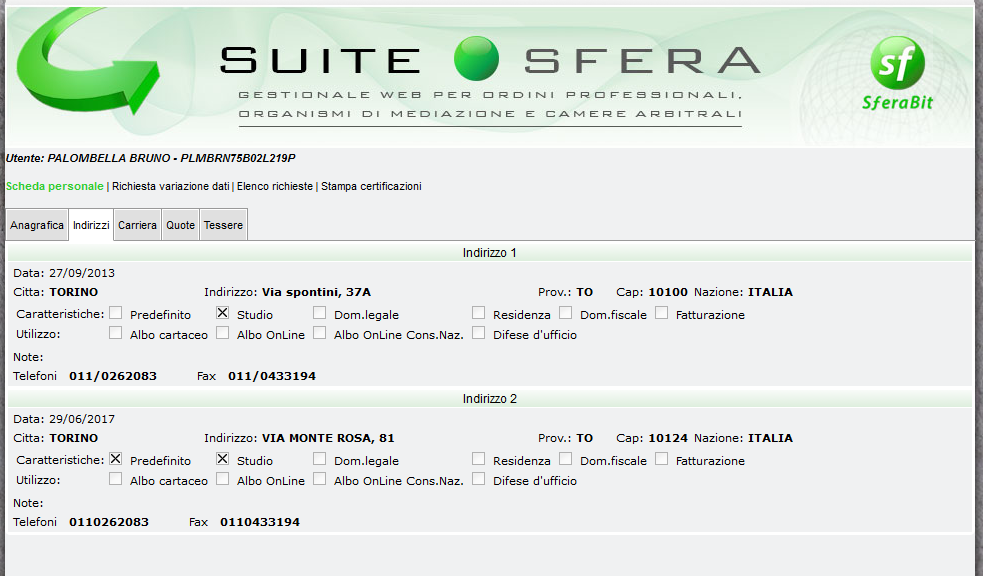 SUITE SFERA
GESTIONALE WEB PER ORDINI PROFESSIONALI,
ORGANISMI DI MEDIAZIONE E CAMERE ARBITRALI
sf
SferaBit
Utente: PALOMBELLA BRUNO - PLMBRN75B02L219P
Scheda personale | Richiesta variazione dati | Elenco richieste | Stampa certificazioni
Anagrafica Indirizzi Carriera Quote Tessere
Indirizzo 1
Data: 27/09/2013
Citta: TORINO Indirizzo: Via spontini, 37A Prov.: TO Cap: 10100 Nazione: ITALIA
Caratteristiche: Predefinito Studio Dom.legale Residenza Dom.fiscale Fatturazione
Utilizzo: Albo cartaceo Albo OnLine Albo OnLine Cons.Naz. Difese d'ufficio
Note:
Telefoni 011/0262083 Fax 011/0433194
Indirizzo 2
Data: 29/06/2017
Citta: TORINO Indirizzo: VIA MONTE ROSA, 81 Prov.: TO Cap: 10124 Nazione: ITALIA
Caratteristiche: Predefinito Studio Dom.legale Residenza Dom.fiscale Fatturazione
Utilizzo: Albo cartaceo Albo OnLine Albo OnLine Cons.Naz. Difese d'ufficio
Note:
Telefoni 0110262083 Fax 0110433194